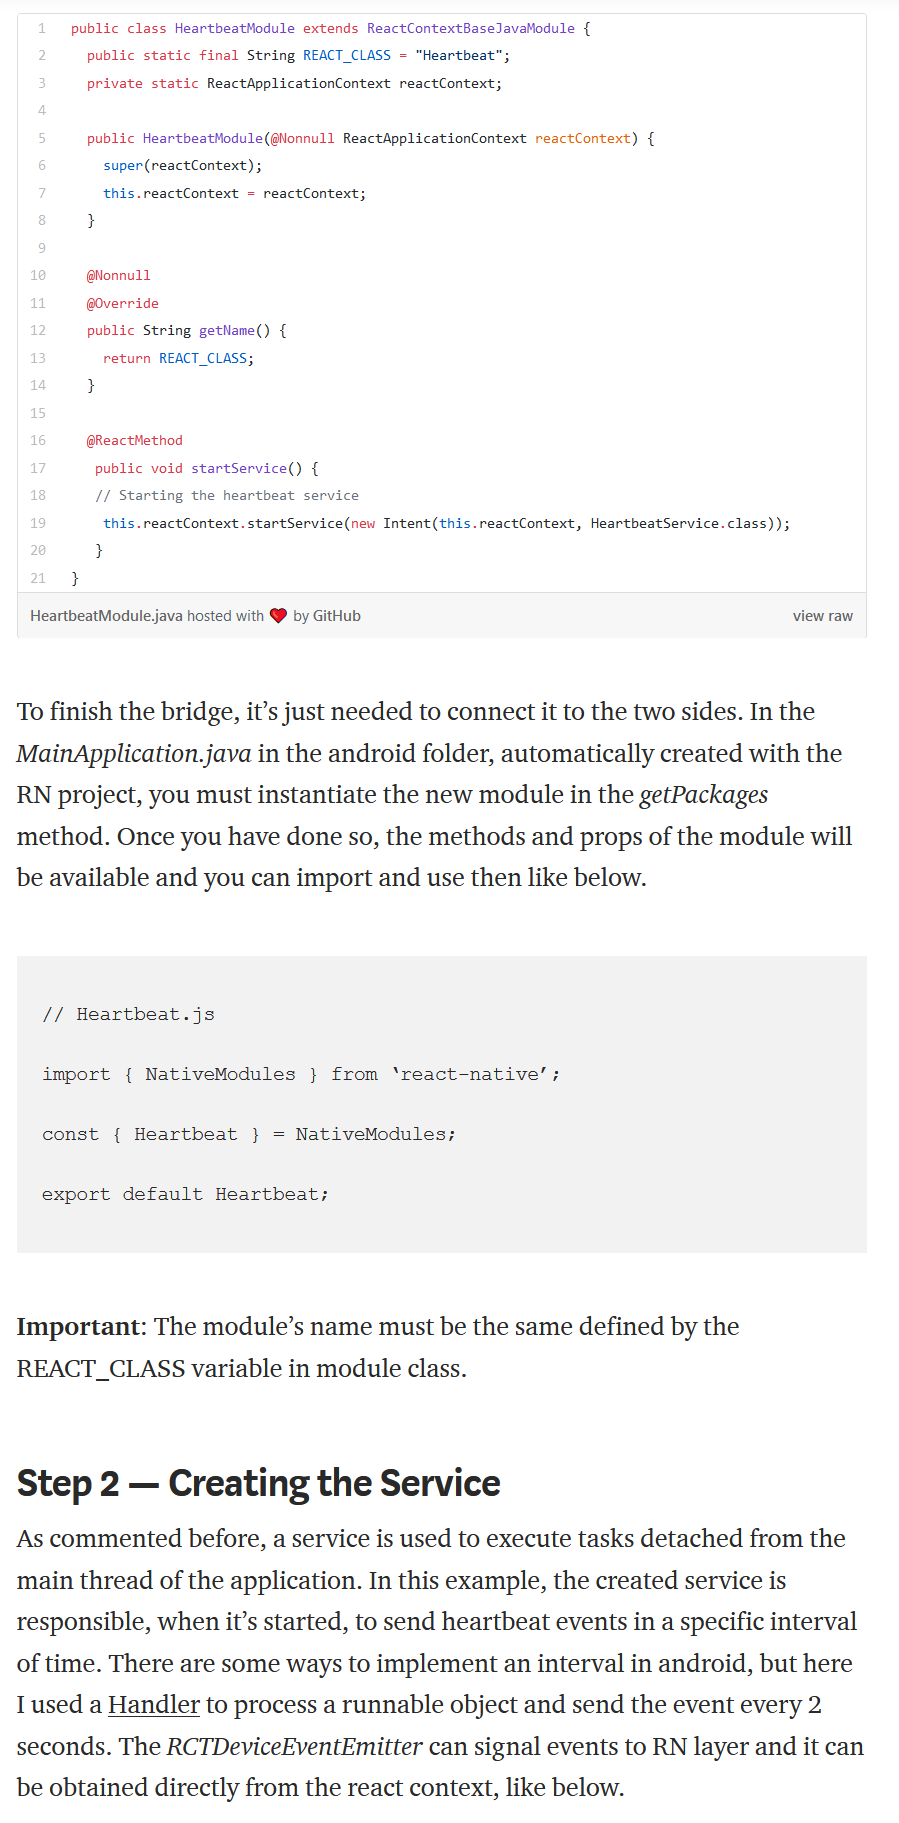 1 public class HeartbeatModule extends ReactContextBaseJavaModule {
2 public static final String REACT_CLASS = "Heartbeat";
3 private static ReactApplicationContext reactContext;
4
5 public HeartbeatModule(@Nonnull ReactApplicationContext reactContext) {
6 super(reactContext);
7 this.reactContext = reactContext;
8 }
9
10 @Nonnull
11 @Override
12 public String getName() {
13 return REACT_CLASS;
14 }
15
16 @ReactMethod
17 public void startService() {
18 // Starting the heartbeat service
19 this.reactContext.startService(new Intent(this.reactContext, HeartbeatService.class));
20 }
21 }
HeartbeatModule.java hosted with ❤ by GitHub view raw
To finish the bridge, it’s just needed to connect it to the two sides. In the
MainApplication.java in the android folder, automatically created with the
RN project, you must instantiate the new module in the getPackages
method. Once you have done so, the methods and props of the module will
be available and you can import and use then like below.
// Heartbeat.js
import { NativeModules } from ‘react-native’;
const { Heartbeat } = NativeModules;
export default Heartbeat;
Important: The module’s name must be the same defined by the
REACT_CLASS variable in module class.
Step 2 — Creating the Service
As commented before, a service is used to execute tasks detached from the
main thread of the application. In this example, the created service is
responsible, when it’s started, to send heartbeat events in a specific interval
of time. There are some ways to implement an interval in android, but here
I used a Handler to process a runnable object and send the event every 2
seconds. The RCTDeviceEventEmitter can signal events to RN layer and it can
be obtained directly from the react context, like below.